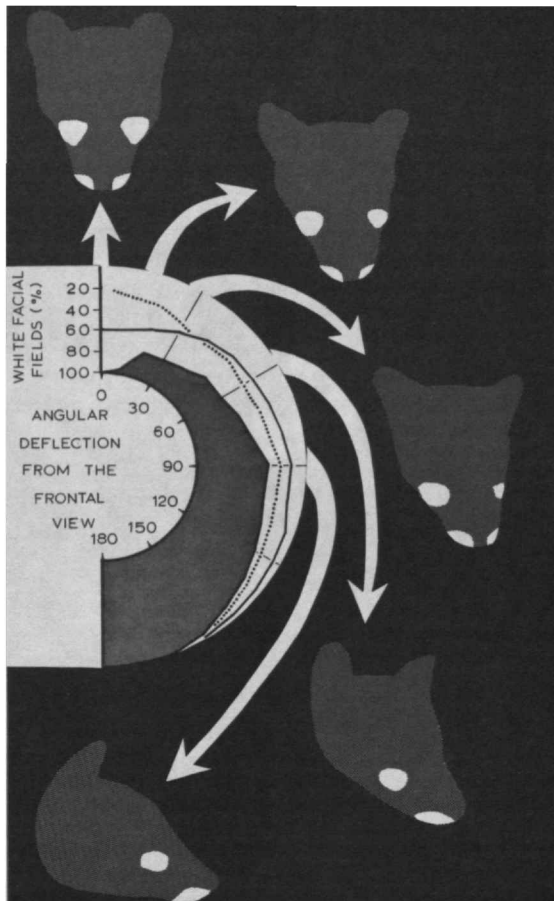 WHITE FACIAL
FIELDS (%)
20
40
60
80
100
0
30
60
90
120
150
180
ANGULAR
DEFLECTION
FROM THE
FRONTAL
VIEW